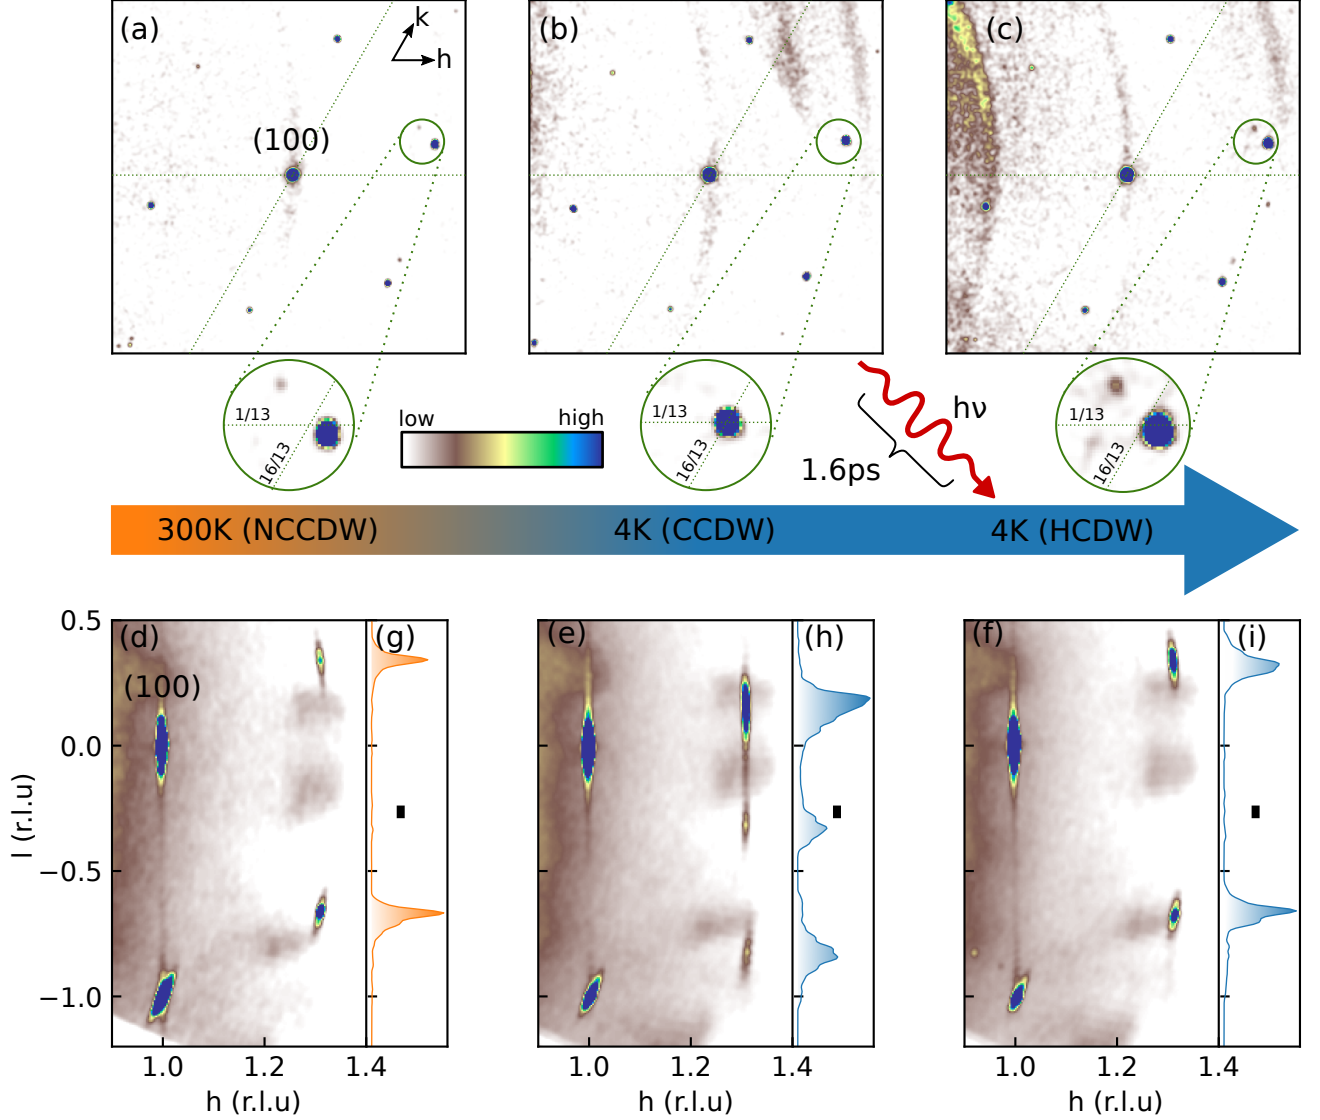 (a)
k
h
(100)
(b)
(c)
1/13
16/13
low
high
1/13
16/13
hν
1.6ps
1/13
16/13
300K (NCCDW)
4K (CCDW)
4K (HCDW)
0.5
0.0
−0.5
−1.0
l (r.l.u)
(d)
(100)
(g)
(e)
(h)
(f)
(i)
1.0
1.2
1.4
h (r.l.u)
1.0
1.2
1.4
h (r.l.u)
1.0
1.2
1.4
h (r.l.u)